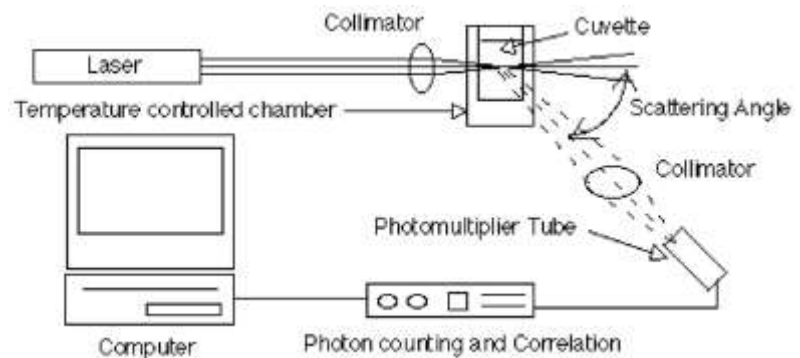 Collimator
Cuvette
Laser
Temperature controlled chamber
Scattering Angle
Collimator
Photomultiplier Tube
Computer
Photon counting and Correlation